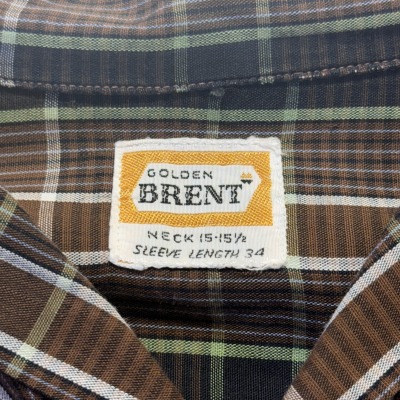 GOLDEN
BRENT
NECK 15-15½
SLEEVE LENGTH 34